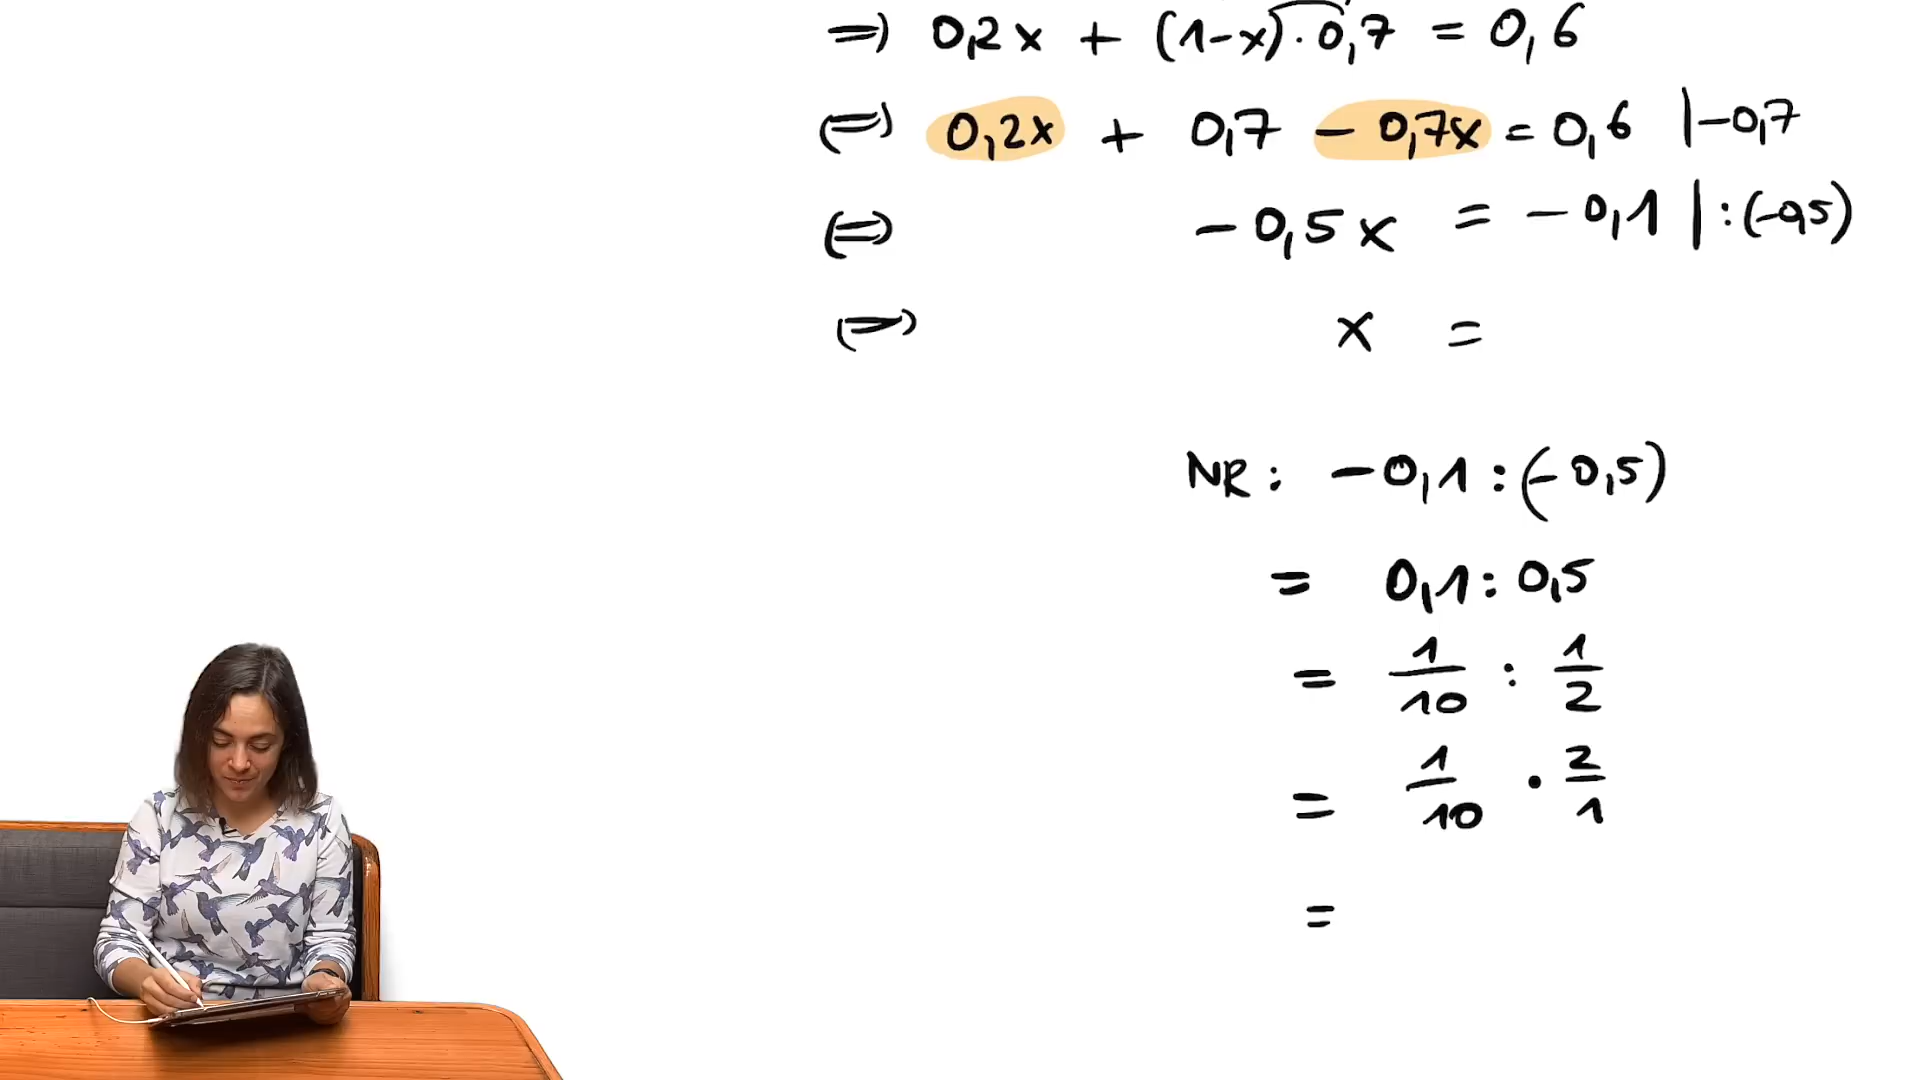 ⇒ 0,2x + (1-x)·0,7 = 0,6
⇔ 0,2x + 0,7 - 0,7x = 0,6 |-0,7
⇔ -0,5x = -0,1 |:(-0,5)
⇔ x =
NR: -0,1:(-0,5)
= 0,1:0,5
= 1/10 : 1/2
= 1/10 · 2/1
=